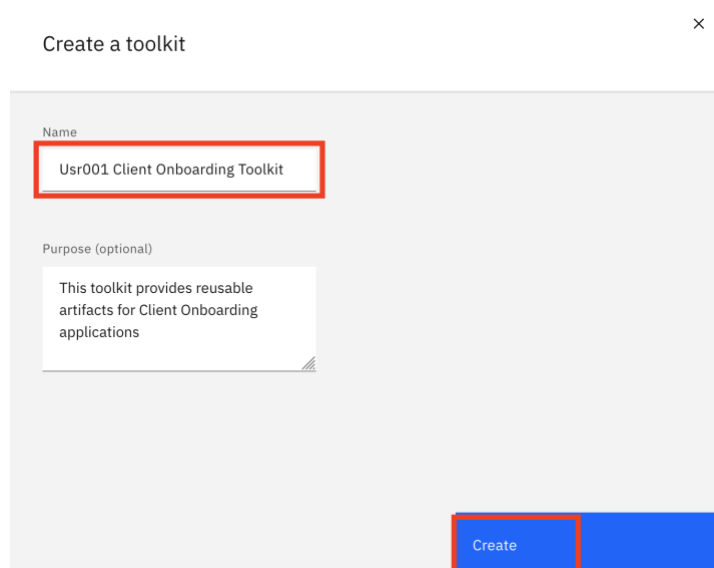 Create a toolkit
Name
Usr001 Client Onboarding Toolkit
Purpose (optional)
This toolkit provides reusable
artifacts for Client Onboarding
applications
Create